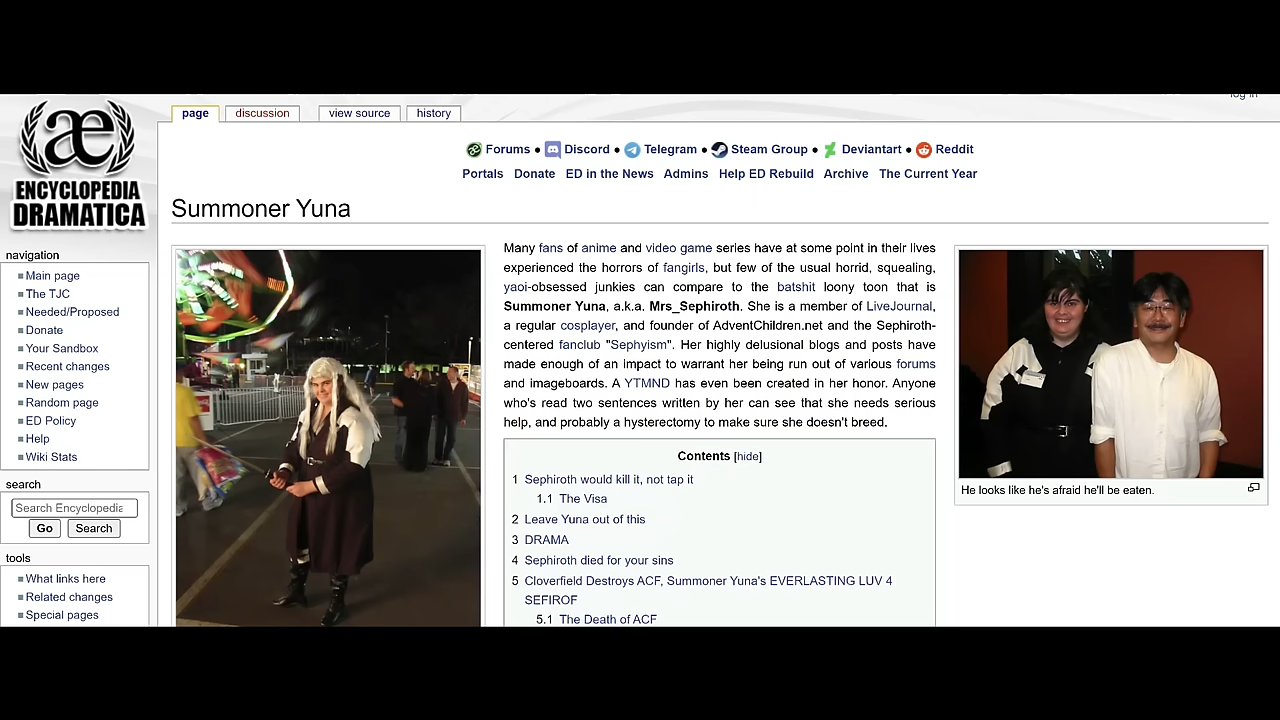 log in
page
discussion
view source
history
Forums ● Discord ● Telegram ● Steam Group ● Deviantart ● Reddit
Portals Donate ED in the News Admins Help ED Rebuild Archive The Current Year
æ
ENCYCLOPEDIA
DRAMATICA
navigation
Main page
The TJC
Needed/Proposed
Donate
Your Sandbox
Recent changes
New pages
Random page
ED Policy
Help
Wiki Stats
search
Search Encyclopedia
Go Search
tools
What links here
Related changes
Special pages
Summoner Yuna
Many fans of anime and video game series have at some point in their lives
experienced the horrors of fangirls, but few of the usual horrid, squealing,
yaoi-obsessed junkies can compare to the batshit loony toon that is
Summoner Yuna, a.k.a. Mrs_Sephiroth. She is a member of LiveJournal,
a regular cosplayer, and founder of AdventChildren.net and the Sephiroth-
centered fanclub "Sephyism". Her highly delusional blogs and posts have
made enough of an impact to warrant her being run out of various forums
and imageboards. A YTMND has even been created in her honor. Anyone
who's read two sentences written by her can see that she needs serious
help, and probably a hysterectomy to make sure she doesn't breed.
Contents [hide]
1 Sephiroth would kill it, not tap it
1.1 The Visa
2 Leave Yuna out of this
3 DRAMA
4 Sephiroth died for your sins
5 Cloverfield Destroys ACF, Summoner Yuna's EVERLASTING LUV 4
SEFIROF
5.1 The Death of ACF
He looks like he's afraid he'll be eaten.